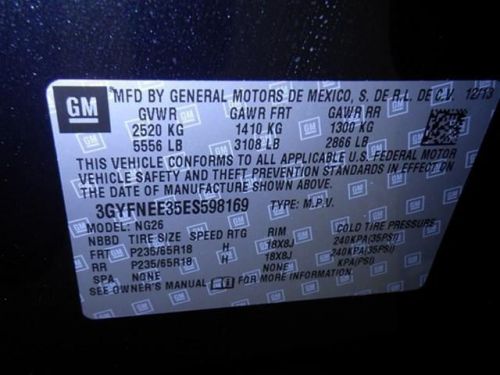 GM MFD BY GENERAL MOTORS DE MEXICO, S. DE R.L. DE C.V. 12/13
GVWR GAWR FRT GAWR RR
2520 KG 1410 KG 1300 KG
5556 LB 3108 LB 2866 LB
THIS VEHICLE CONFORMS TO ALL APPLICABLE U.S. FEDERAL MOTOR
VEHICLE SAFETY AND THEFT PREVENTION STANDARDS IN EFFECT ON
THE DATE OF MANUFACTURE SHOWN ABOVE.
3GYFNEE35ES598169 TYPE: M.P.V.
MODEL: NG26
NBBD TIRE SIZE SPEED RTG RIM COLD TIRE PRESSURE
FRT P235/65R18 H 18X8J 240KPA(35PSI)
RR P235/65R18 H 18X8J 240KPA(35PSI)
SPA NONE NONE KPA(PSI)
SEE OWNER'S MANUAL FOR MORE INFORMATION.